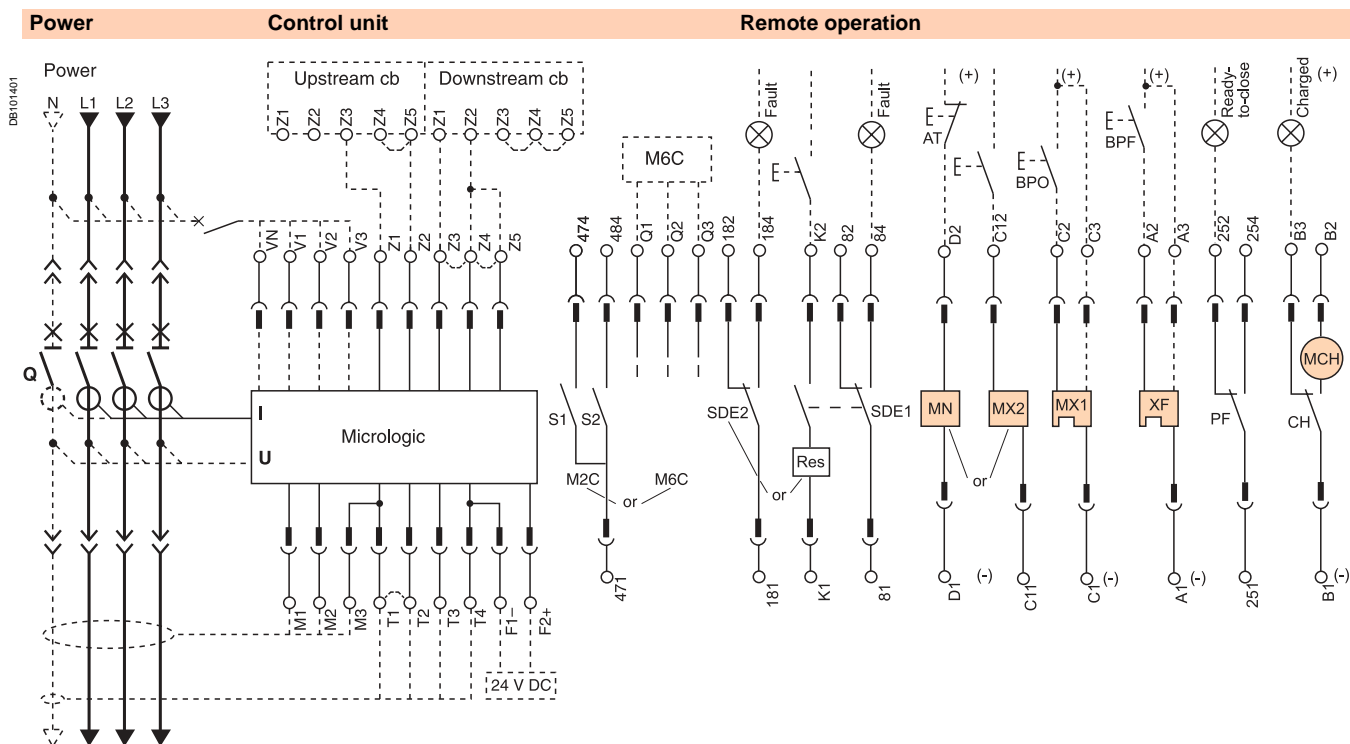 Power Control unit Remote operation
DB101401
Power
N L1 L2 L3
Upstream cb Downstream cb
Z1 Z2 Z3 Z4 Z5 Z1 Z2 Z3 Z4 Z5
M6C
Fault
Fault
AT
(+)
BPO
(+)
BPF
(+)
Ready-
to-close
Charged
(+)
VN V1 V2 V3 Z1 Z2 Z3 Z4 Z5
474 484 Q1 Q2 Q3 182 184 K2 82 84 D2 C12 C2 C3 A2 A3 252 254 B3 B2
Q
I
U
Micrologic
S1 S2
M2C or M6C
SDE2
or
Res
SDE1
MN
MX2
or
MX1
XF
PF
CH
MCH
M1 M2 M3 T1 T2 T3 T4 F1– F2+
24 V DC
471 181 K1 81 D1 (-) C11 C1 (-) A1 (-) 251 B1 (-)